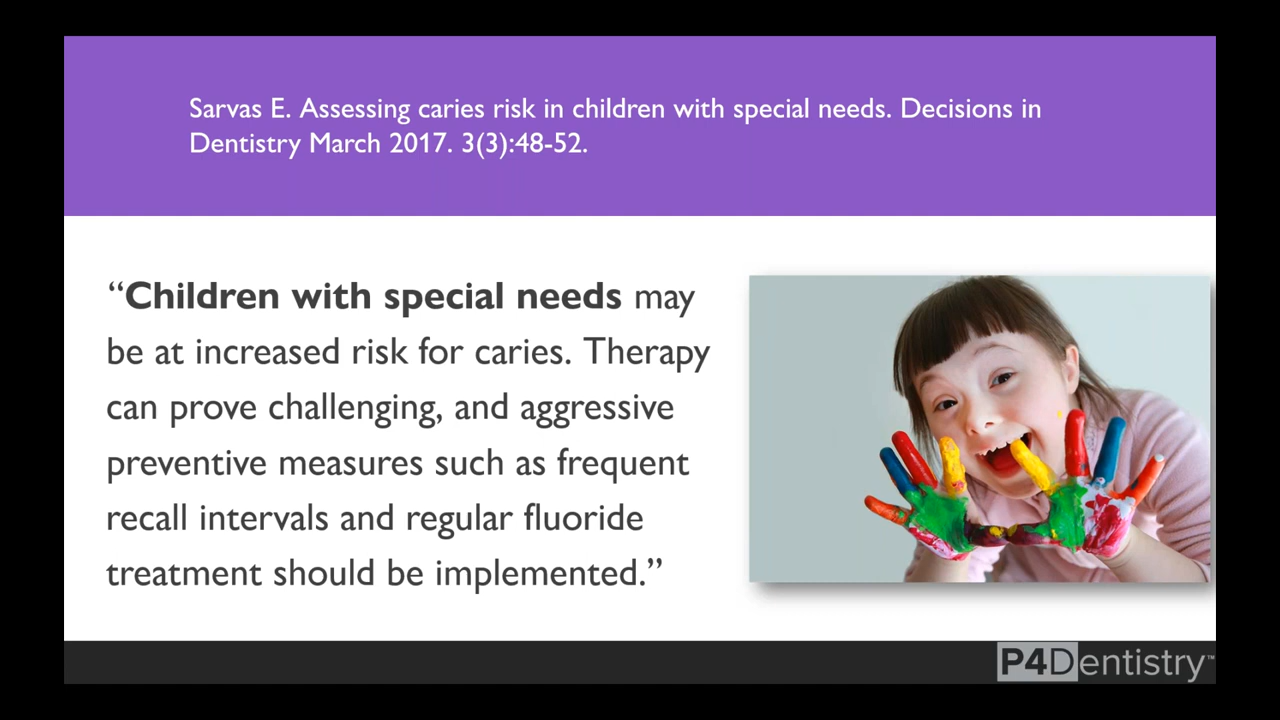 Sarvas E. Assessing caries risk in children with special needs. Decisions in
Dentistry March 2017. 3(3):48-52.
“Children with special needs may
be at increased risk for caries. Therapy
can prove challenging, and aggressive
preventive measures such as frequent
recall intervals and regular fluoride
treatment should be implemented.”
P4Dentistry™